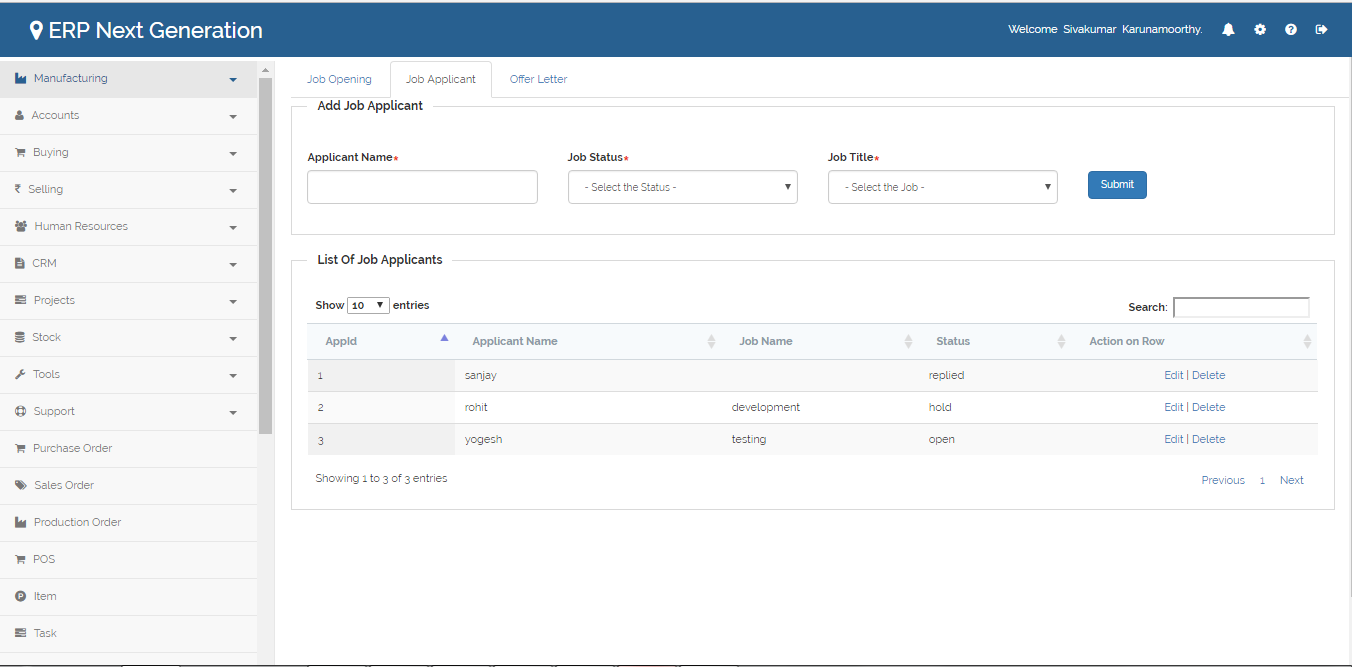 ERP Next Generation
Welcome Sivakumar Karunamoorthy.
Manufacturing
Accounts
Buying
Selling
Human Resources
CRM
Projects
Stock
Tools
Support
Purchase Order
Sales Order
Production Order
POS
Item
Task
Job Opening Job Applicant Offer Letter
Add Job Applicant
Applicant Name* Job Status* Job Title*
- Select the Status - - Select the Job - Submit
List Of Job Applicants
Show 10 entries Search:
AppId Applicant Name Job Name Status Action on Row
1 sanjay replied Edit | Delete
2 rohit development hold Edit | Delete
3 yogesh testing open Edit | Delete
Showing 1 to 3 of 3 entries Previous 1 Next